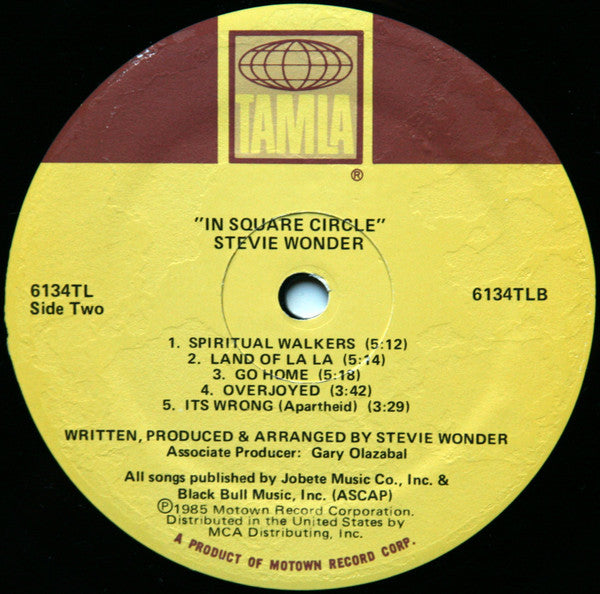 TAMLA
®
"IN SQUARE CIRCLE"
STEVIE WONDER
6134TL
Side Two
6134TLB
1. SPIRITUAL WALKERS (5:12)
2. LAND OF LA LA (5:14)
3. GO HOME (5:18)
4. OVERJOYED (3:42)
5. ITS WRONG (Apartheid) (3:29)
WRITTEN, PRODUCED & ARRANGED BY STEVIE WONDER
Associate Producer: Gary Olazabal
All songs published by Jobete Music Co., Inc. &
Black Bull Music, Inc. (ASCAP)
Ⓟ1985 Motown Record Corporation.
Distributed in the United States by
MCA Distributing, Inc.
A PRODUCT OF MOTOWN RECORD CORP.